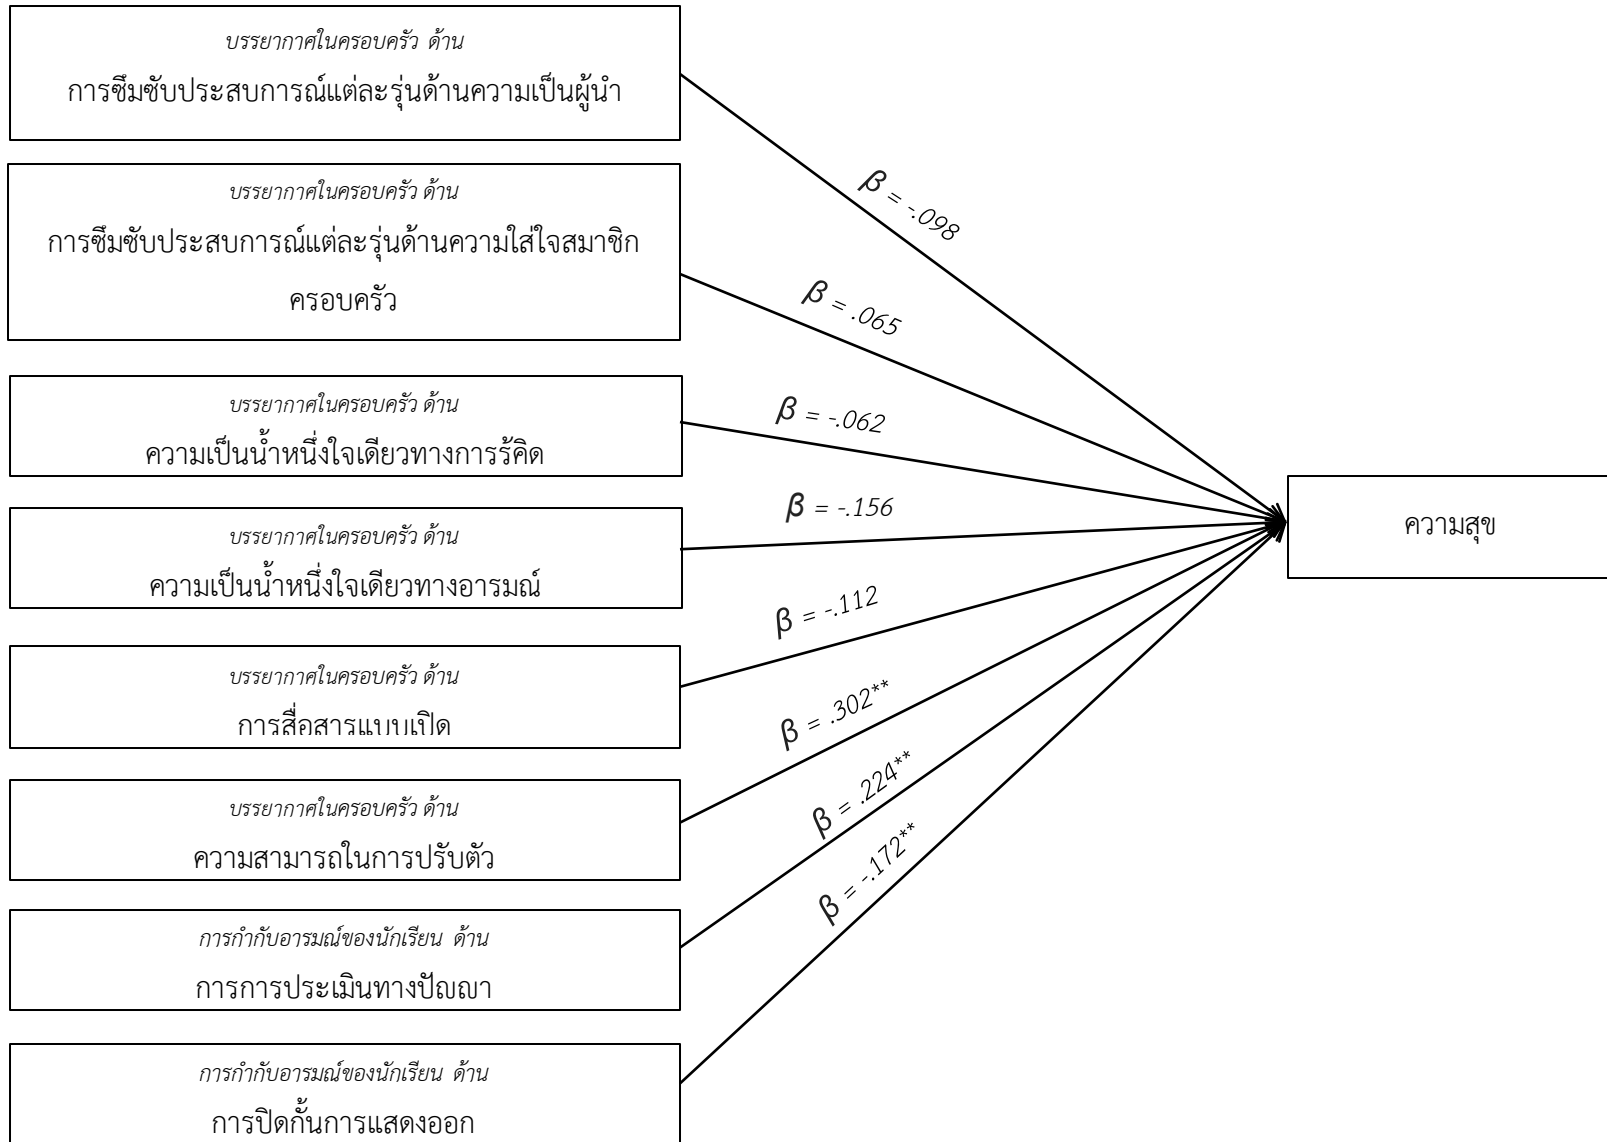 บรรยากาศในครอบครัว ด้าน
การซึมซับประสบการณ์แต่ละรุ่นด้านความเป็นผู้นำ
β = -.098
บรรยากาศในครอบครัว ด้าน
การซึมซับประสบการณ์แต่ละรุ่นด้านความใส่ใจสมาชิก
ครอบครัว
β = .065
บรรยากาศในครอบครัว ด้าน
ความเป็นน้ำหนึ่งใจเดียวทางการรู้คิด
β = -.062
บรรยากาศในครอบครัว ด้าน
ความเป็นน้ำหนึ่งใจเดียวทางอารมณ์
β = -.156
ความสุข
บรรยากาศในครอบครัว ด้าน
การสื่อสารแบบเปิด
β = -.112
บรรยากาศในครอบครัว ด้าน
ความสามารถในการปรับตัว
β = .302**
การกำกับอารมณ์ของนักเรียน ด้าน
การการประเมินทางปัญญา
β = .224**
การกำกับอารมณ์ของนักเรียน ด้าน
การปิดกั้นการแสดงออก
β = -.172**